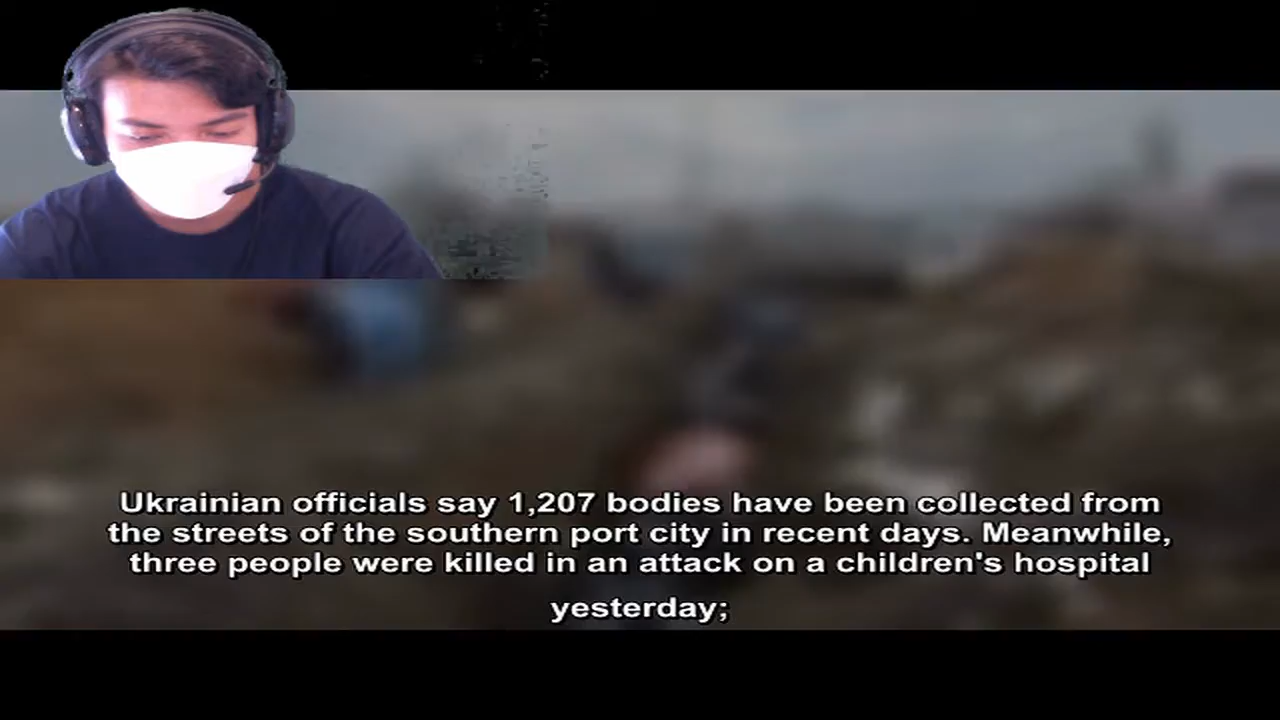 Ukrainian officials say 1,207 bodies have been collected from
the streets of the southern port city in recent days. Meanwhile,
three people were killed in an attack on a children's hospital
yesterday;